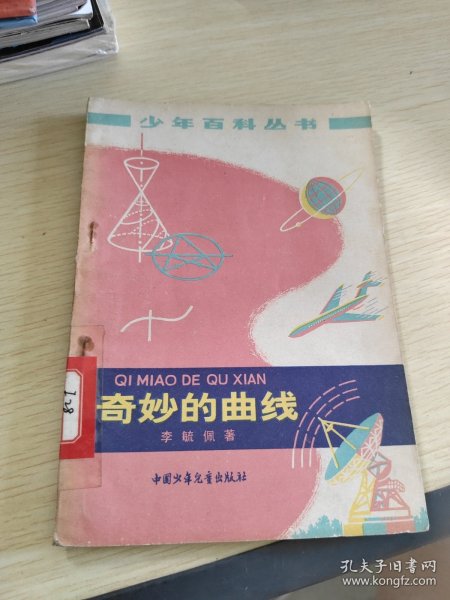 少年百科丛书
QI MIAO DE QU XIAN
奇妙的曲线
李毓佩著
中国少年儿童出版社
孔夫子旧书网
www.kongfz.com